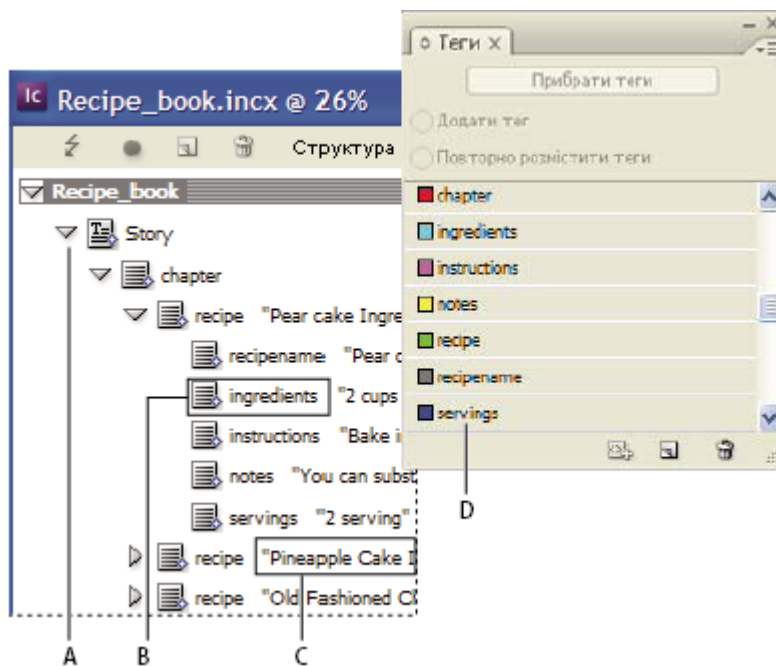 Ic Recipe_book.incx @ 26%
Структура
Recipe_book
Story
chapter
recipe "Pear cake Ingre
recipename "Pear c
ingredients "2 cups
instructions "Bake i
notes "You can subst
servings "2 serving"
recipe "Pineapple Cake I
recipe "Old Fashioned Cl
Теги
Прибрати теги
Додати тег
Повторно розмістити теги
chapter
ingredients
instructions
notes
recipe
recipename
servings
D
A B C